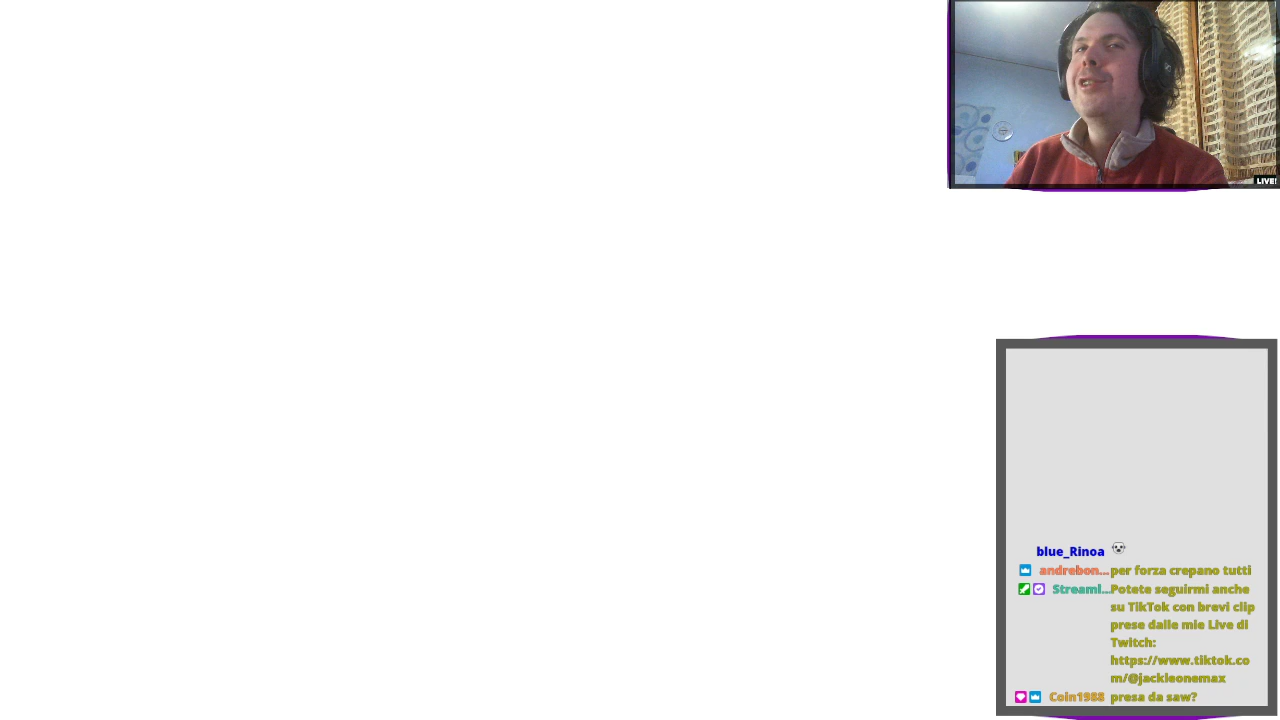 LIVE!
blue_Rinoa
andrebon... per forza crepano tutti
Streaml... Potete seguirmi anche
su TikTok con brevi clip
prese dalle mie Live di
Twitch:
https://www.tiktok.co
m/@jackleonemax
Coin1988 presa da saw?